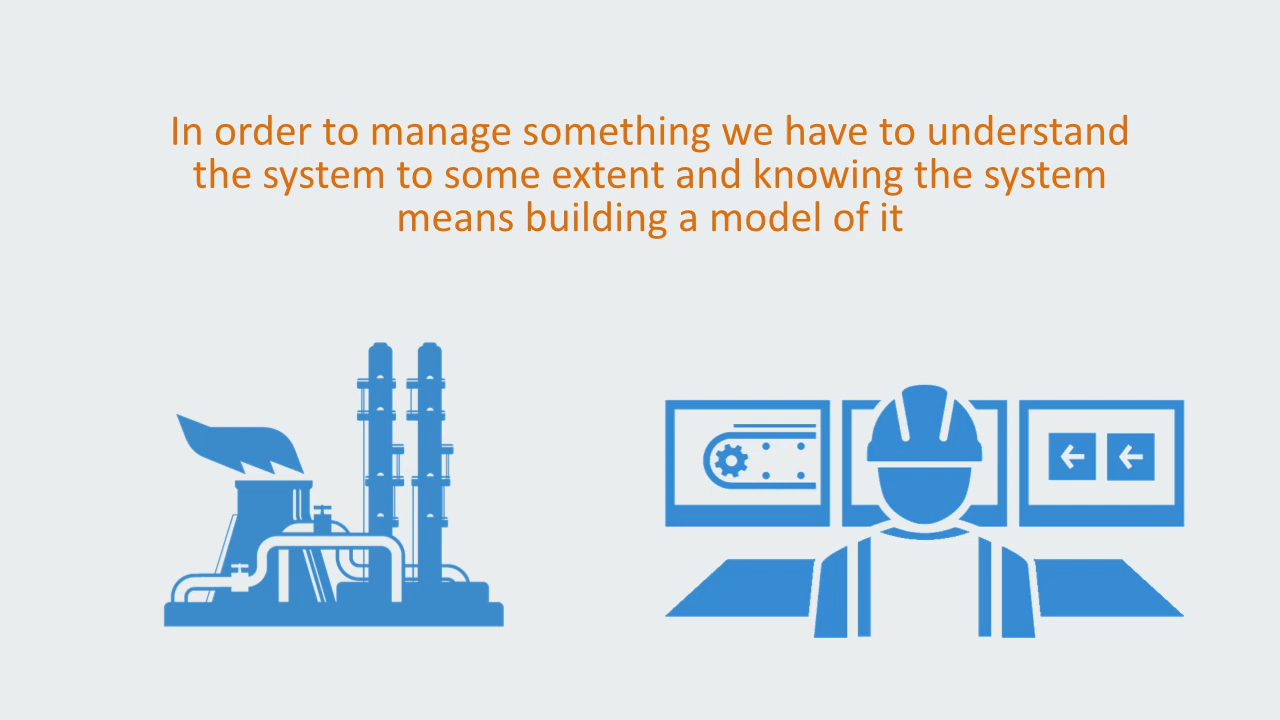 In order to manage something we have to understand
the system to some extent and knowing the system
means building a model of it